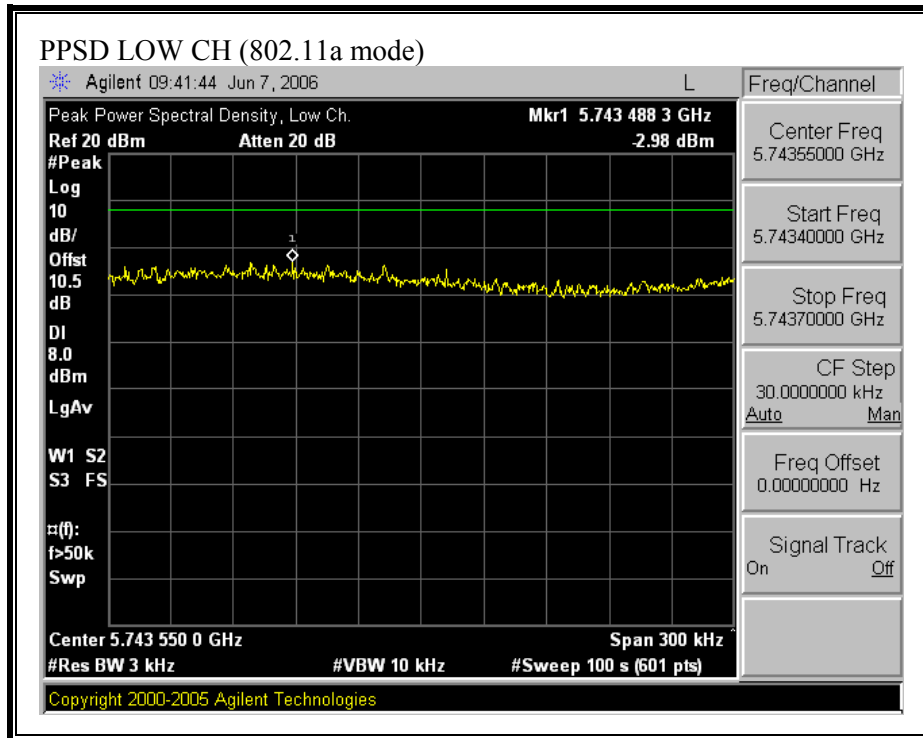 PPSD LOW CH (802.11a mode)
Agilent 09:41:44 Jun 7, 2006 L
Peak Power Spectral Density, Low Ch. Mkr1 5.743 488 3 GHz
Ref 20 dBm Atten 20 dB -2.98 dBm
#Peak
Log
10
dB/
Offst
10.5
dB
DI
8.0
dBm
LgAv
W1 S2
S3 FS
¤(f):
f>50k
Swp
1
Center 5.743 550 0 GHz Span 300 kHz
#Res BW 3 kHz #VBW 10 kHz #Sweep 100 s (601 pts)
Copyright 2000-2005 Agilent Technologies
Freq/Channel
Center Freq
5.74355000 GHz
Start Freq
5.74340000 GHz
Stop Freq
5.74370000 GHz
CF Step
30.0000000 kHz
Auto Man
Freq Offset
0.00000000 Hz
Signal Track
On Off